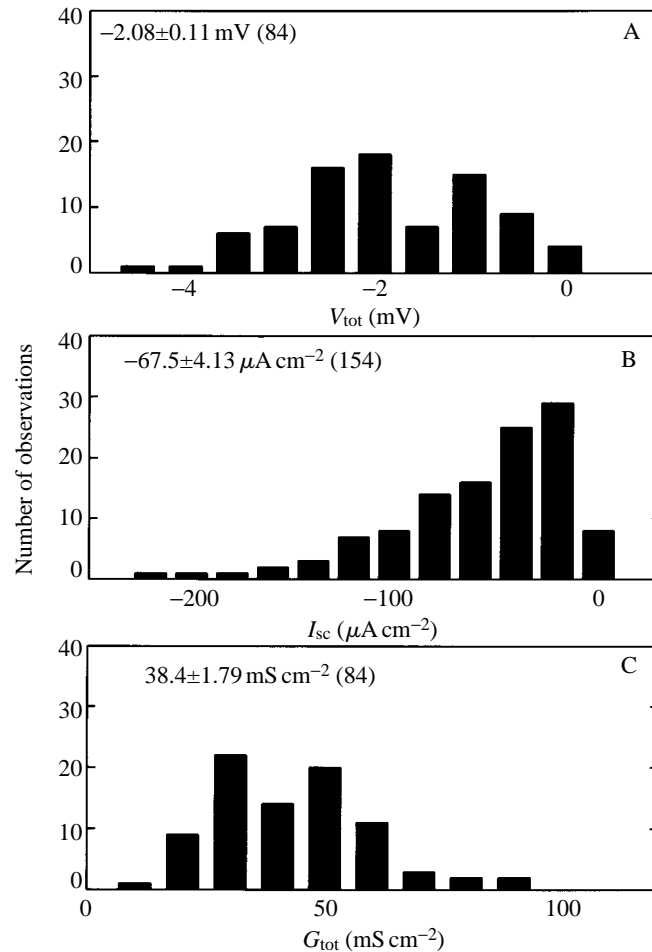 40
−2.08±0.11 mV (84)
A
30
20
10
0
−4
−2
0
V_tot (mV)
40
−67.5±4.13 µA cm⁻² (154)
B
30
20
10
0
−200
−100
0
I_sc (µA cm⁻²)
Number of observations
40
38.4±1.79 mS cm⁻² (84)
C
30
20
10
0
0
50
100
G_tot (mS cm⁻²)